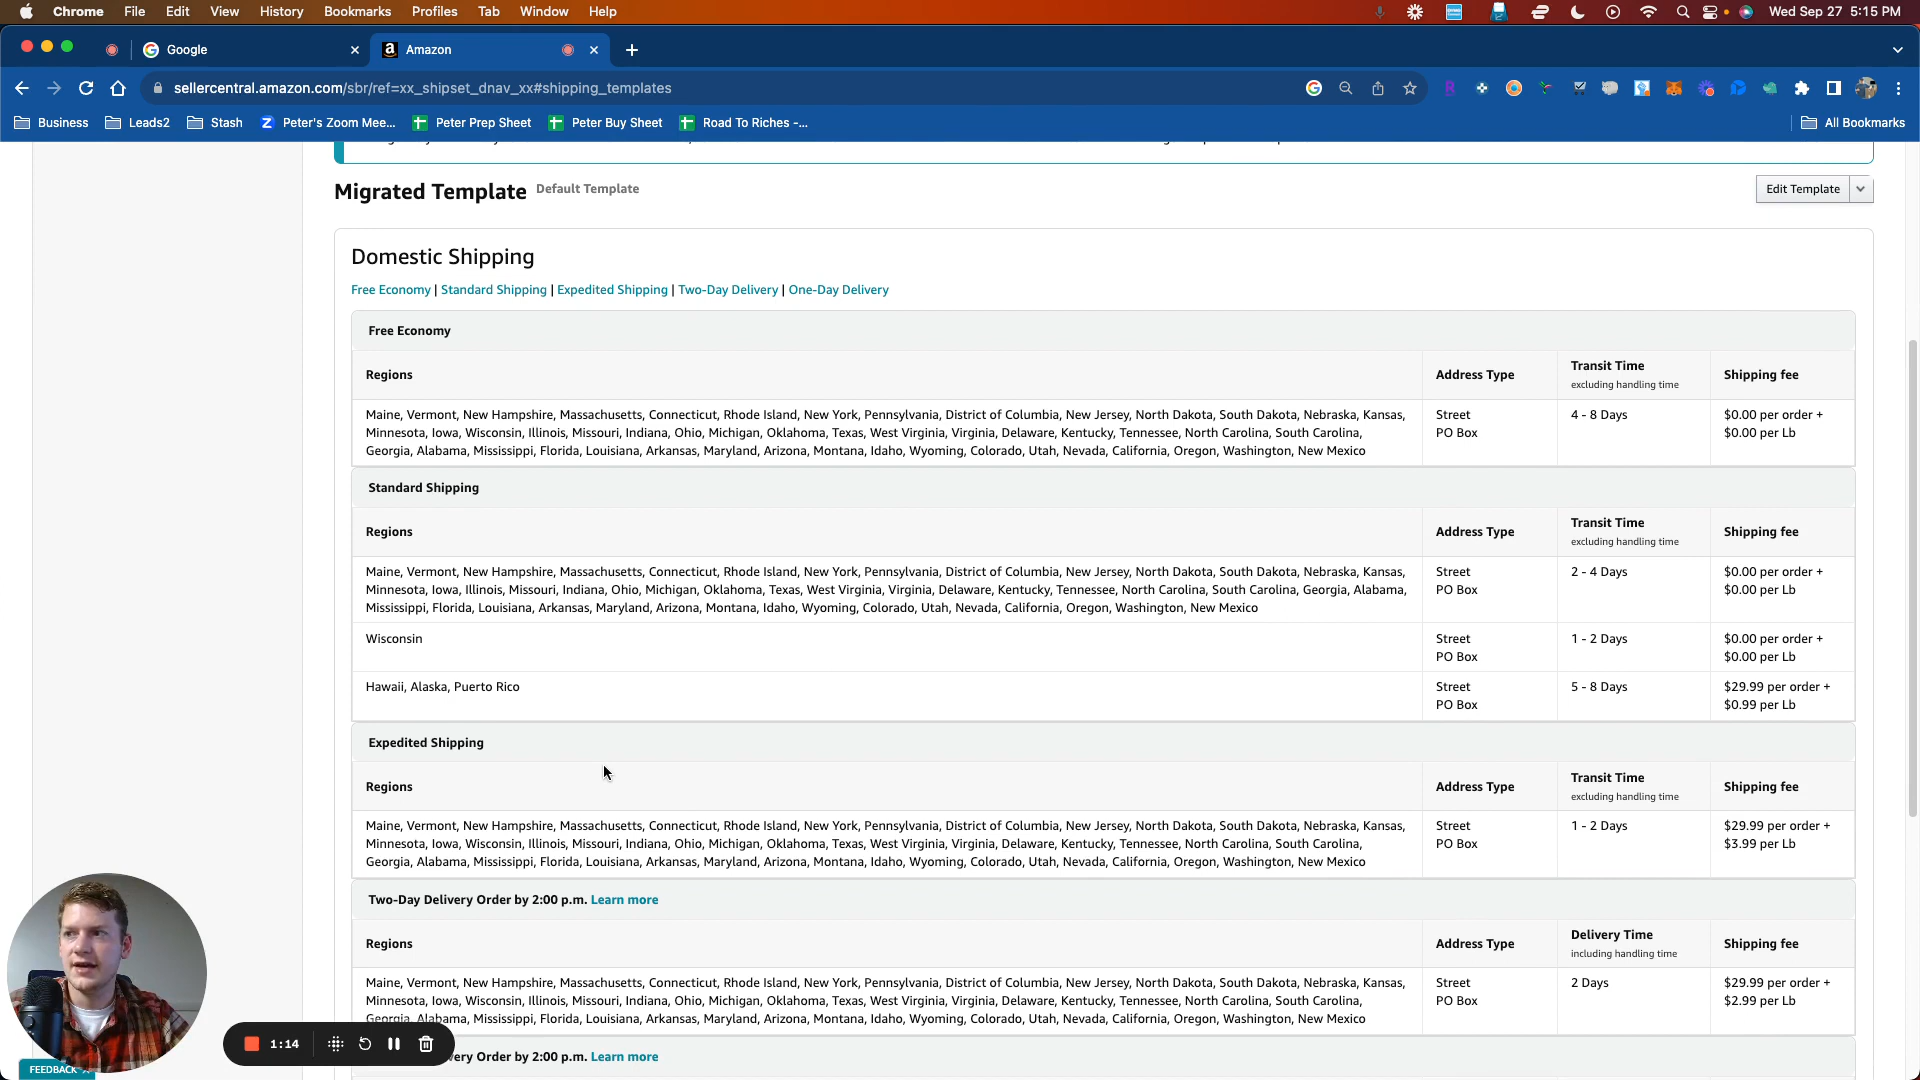 Chrome File Edit View History Bookmarks Profiles Tab Window Help Wed Sep 27 5:15 PM
Google Amazon
sellercentral.amazon.com/sbr/ref=xx_shipset_dnav_xx#shipping_templates
Business Leads2 Stash Peter's Zoom Mee... Peter Prep Sheet Peter Buy Sheet Road To Riches -... All Bookmarks
Migrated Template Default Template Edit Template
Domestic Shipping
Free Economy | Standard Shipping | Expedited Shipping | Two-Day Delivery | One-Day Delivery
Free Economy
Regions Address Type Transit Time excluding handling time Shipping fee
Maine, Vermont, New Hampshire, Massachusetts, Connecticut, Rhode Island, New York, Pennsylvania, District of Columbia, New Jersey, North Dakota, South Dakota, Nebraska, Kansas, Street 4 - 8 Days $0.00 per order +
Minnesota, Iowa, Wisconsin, Illinois, Missouri, Indiana, Ohio, Michigan, Oklahoma, Texas, West Virginia, Virginia, Delaware, Kentucky, Tennessee, North Carolina, South Carolina, PO Box $0.00 per Lb
Georgia, Alabama, Mississippi, Florida, Louisiana, Arkansas, Maryland, Arizona, Montana, Idaho, Wyoming, Colorado, Utah, Nevada, California, Oregon, Washington, New Mexico
Standard Shipping
Regions Address Type Transit Time excluding handling time Shipping fee
Maine, Vermont, New Hampshire, Massachusetts, Connecticut, Rhode Island, New York, Pennsylvania, District of Columbia, New Jersey, North Dakota, South Dakota, Nebraska, Kansas, Street 2 - 4 Days $0.00 per order +
Minnesota, Iowa, Illinois, Missouri, Indiana, Ohio, Michigan, Oklahoma, Texas, West Virginia, Virginia, Delaware, Kentucky, Tennessee, North Carolina, South Carolina, Georgia, Alabama, PO Box $0.00 per Lb
Mississippi, Florida, Louisiana, Arkansas, Maryland, Arizona, Montana, Idaho, Wyoming, Colorado, Utah, Nevada, California, Oregon, Washington, New Mexico
Wisconsin Street 1 - 2 Days $0.00 per order +
PO Box $0.00 per Lb
Hawaii, Alaska, Puerto Rico Street 5 - 8 Days $29.99 per order +
PO Box $0.99 per Lb
Expedited Shipping
Regions Address Type Transit Time excluding handling time Shipping fee
Maine, Vermont, New Hampshire, Massachusetts, Connecticut, Rhode Island, New York, Pennsylvania, District of Columbia, New Jersey, North Dakota, South Dakota, Nebraska, Kansas, Street 1 - 2 Days $29.99 per order +
Minnesota, Iowa, Wisconsin, Illinois, Missouri, Indiana, Ohio, Michigan, Oklahoma, Texas, West Virginia, Virginia, Delaware, Kentucky, Tennessee, North Carolina, South Carolina, PO Box $3.99 per Lb
Georgia, Alabama, Mississippi, Florida, Louisiana, Arkansas, Maryland, Arizona, Montana, Idaho, Wyoming, Colorado, Utah, Nevada, California, Oregon, Washington, New Mexico
Two-Day Delivery Order by 2:00 p.m. Learn more
Regions Address Type Delivery Time including handling time Shipping fee
Maine, Vermont, New Hampshire, Massachusetts, Connecticut, Rhode Island, New York, Pennsylvania, District of Columbia, New Jersey, North Dakota, South Dakota, Nebraska, Kansas, Street 2 Days $29.99 per order +
Minnesota, Iowa, Wisconsin, Illinois, Missouri, Indiana, Ohio, Michigan, Oklahoma, Texas, West Virginia, Virginia, Delaware, Kentucky, Tennessee, North Carolina, South Carolina, PO Box $2.99 per Lb
Georgia, Alabama, Mississippi, Florida, Louisiana, Arkansas, Maryland, Arizona, Montana, Idaho, Wyoming, Colorado, Utah, Nevada, California, Oregon, Washington, New Mexico
1:14
very Order by 2:00 p.m. Learn more
FEEDBACK